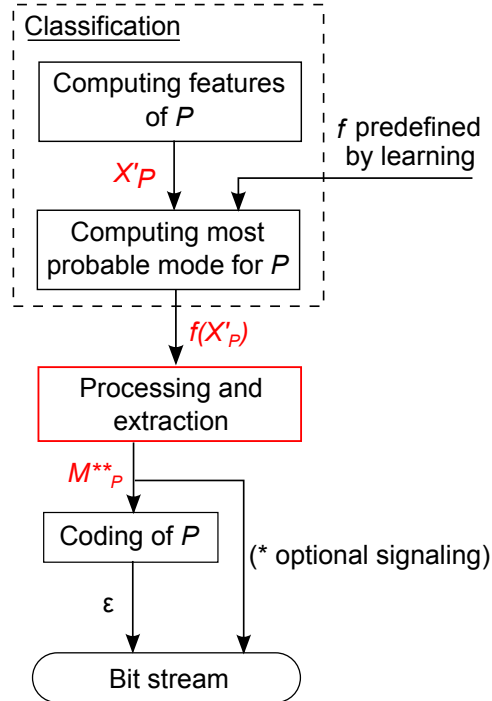 Classification
Computing features
of P
f predefined
by learning
X'P
Computing most
probable mode for P
f(X'P)
Processing and
extraction
M**P
Coding of P
(* optional signaling)
ε
Bit stream